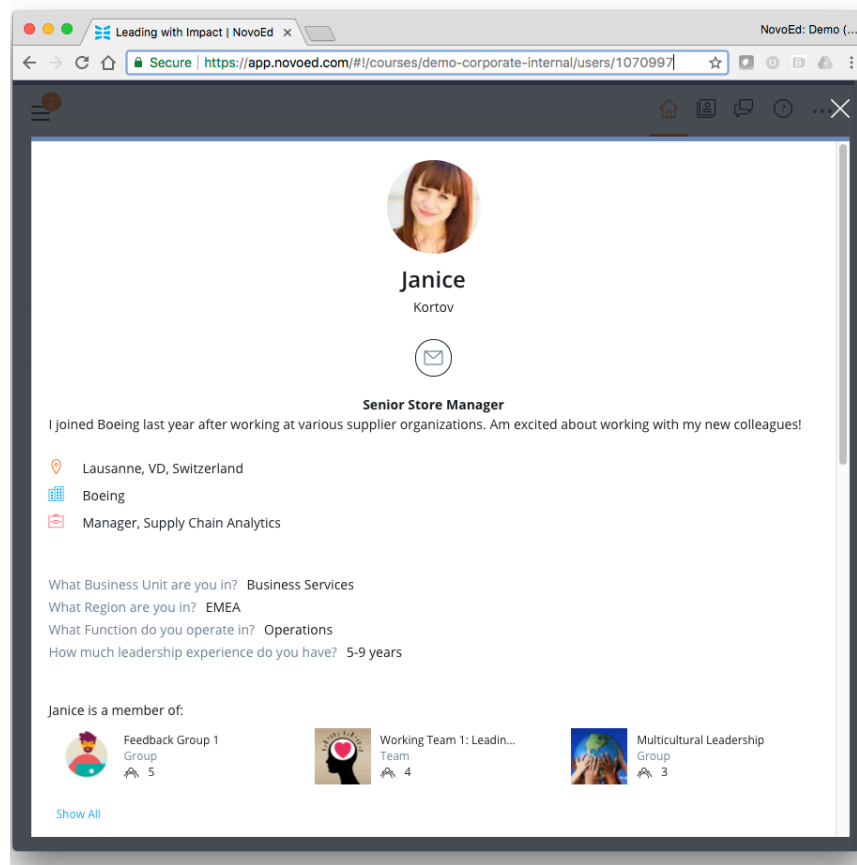 Leading with Impact | NovoEd ×
NovoEd: Demo (...
Secure | https://app.novoed.com/#!/courses/demo-corporate-internal/users/1070997
2
Janice
Kortov
Senior Store Manager
I joined Boeing last year after working at various supplier organizations. Am excited about working with my new colleagues!
Lausanne, VD, Switzerland
Boeing
Manager, Supply Chain Analytics
What Business Unit are you in? Business Services
What Region are you in? EMEA
What Function do you operate in? Operations
How much leadership experience do you have? 5-9 years
Janice is a member of:
Feedback Group 1
Group
5
Working Team 1: Leadin...
Team
4
Multicultural Leadership
Group
3
Show All